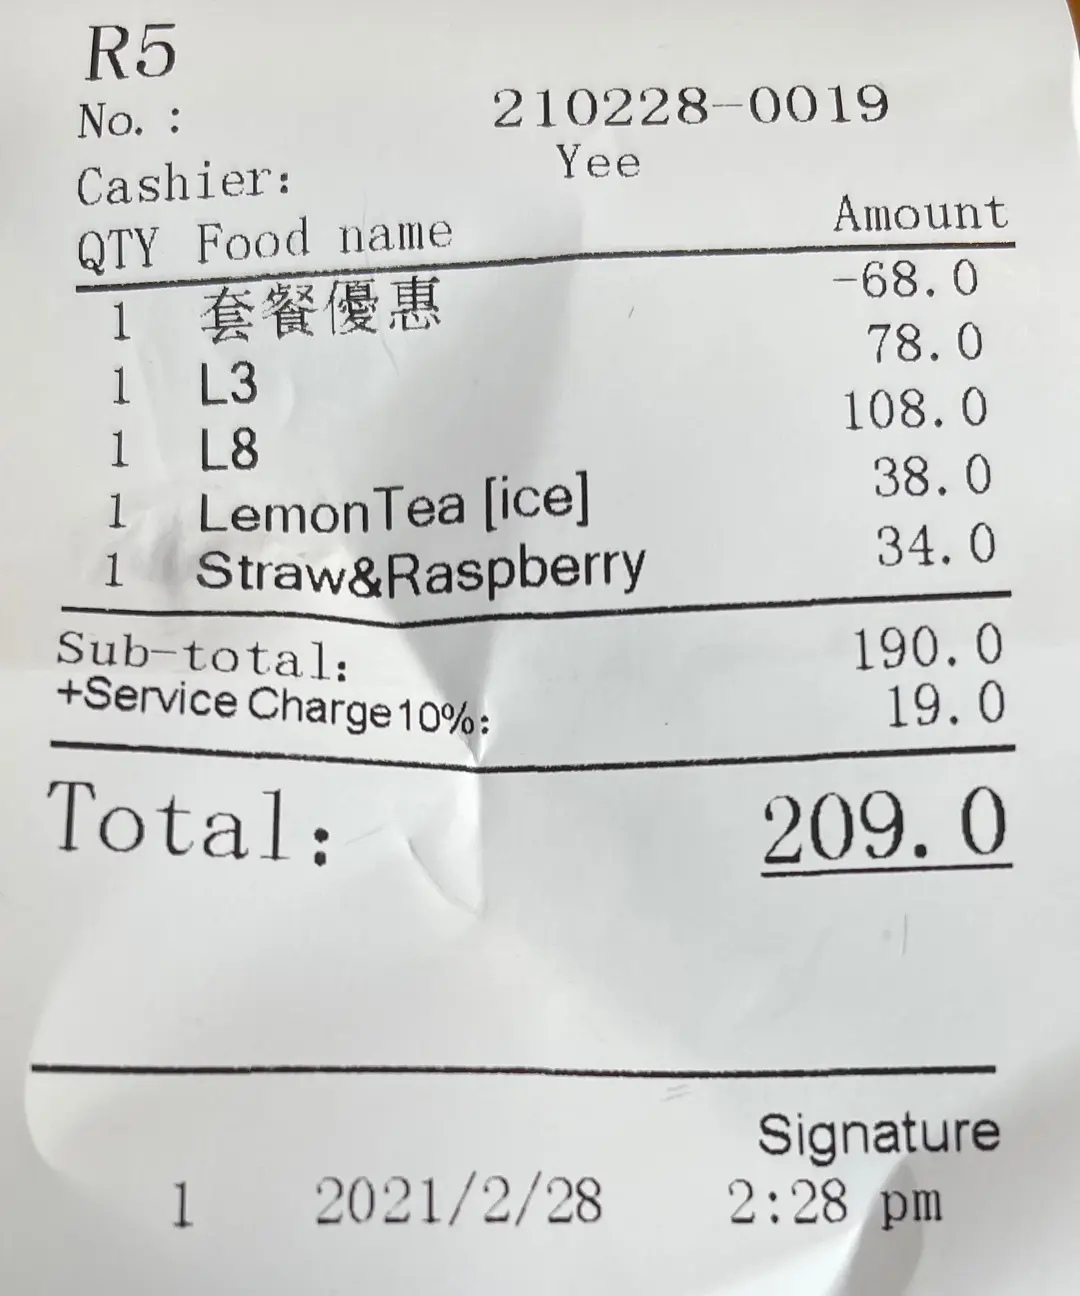 R5
No. : 210228-0019
Cashier: Yee
QTY Food name Amount
1 套餐優惠 -68.0
1 L3 78.0
1 L8 108.0
1 LemonTea [ice] 38.0
1 Straw&Raspberry 34.0
Sub-total: 190.0
+Service Charge10%: 19.0
Total: 209.0
Signature
1 2021/2/28 2:28 pm